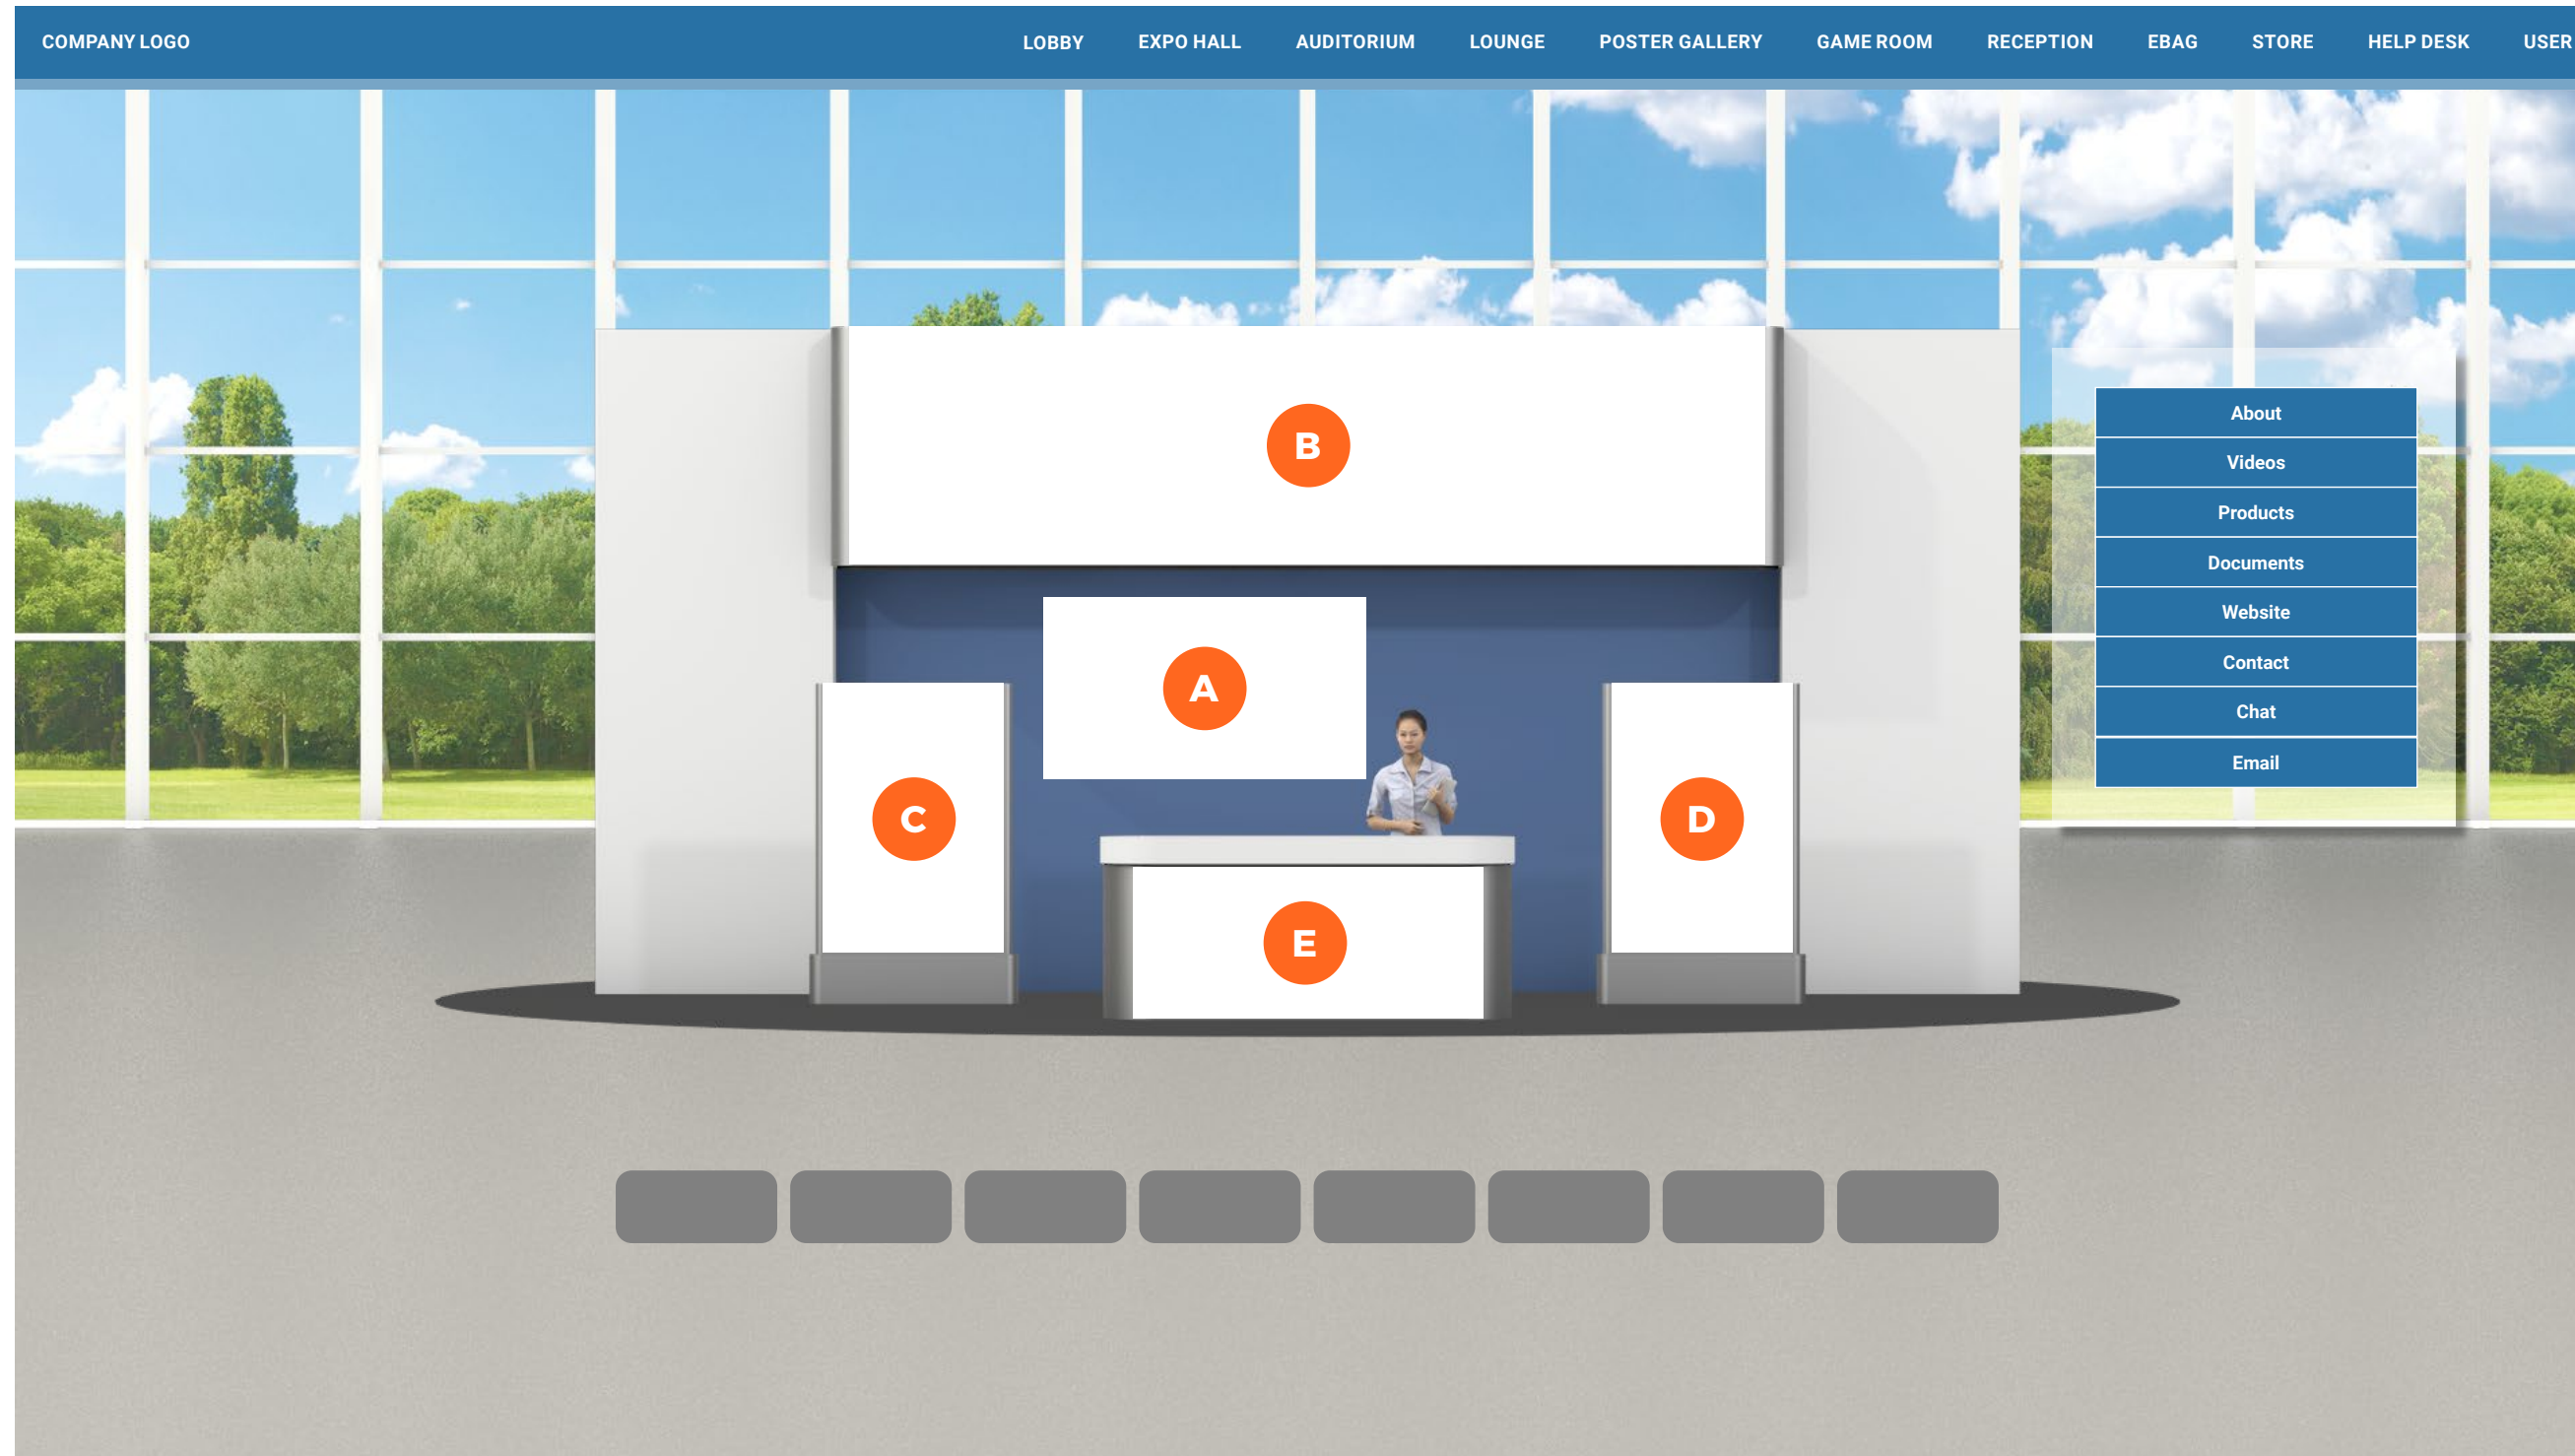 COMPANY LOGO
LOBBY
EXPO HALL
AUDITORIUM
LOUNGE
POSTER GALLERY
GAME ROOM
RECEPTION
EBAG
STORE
HELP DESK
USER
B
About
Videos
Products
Documents
Website
Contact
Chat
Email
A
C
D
E